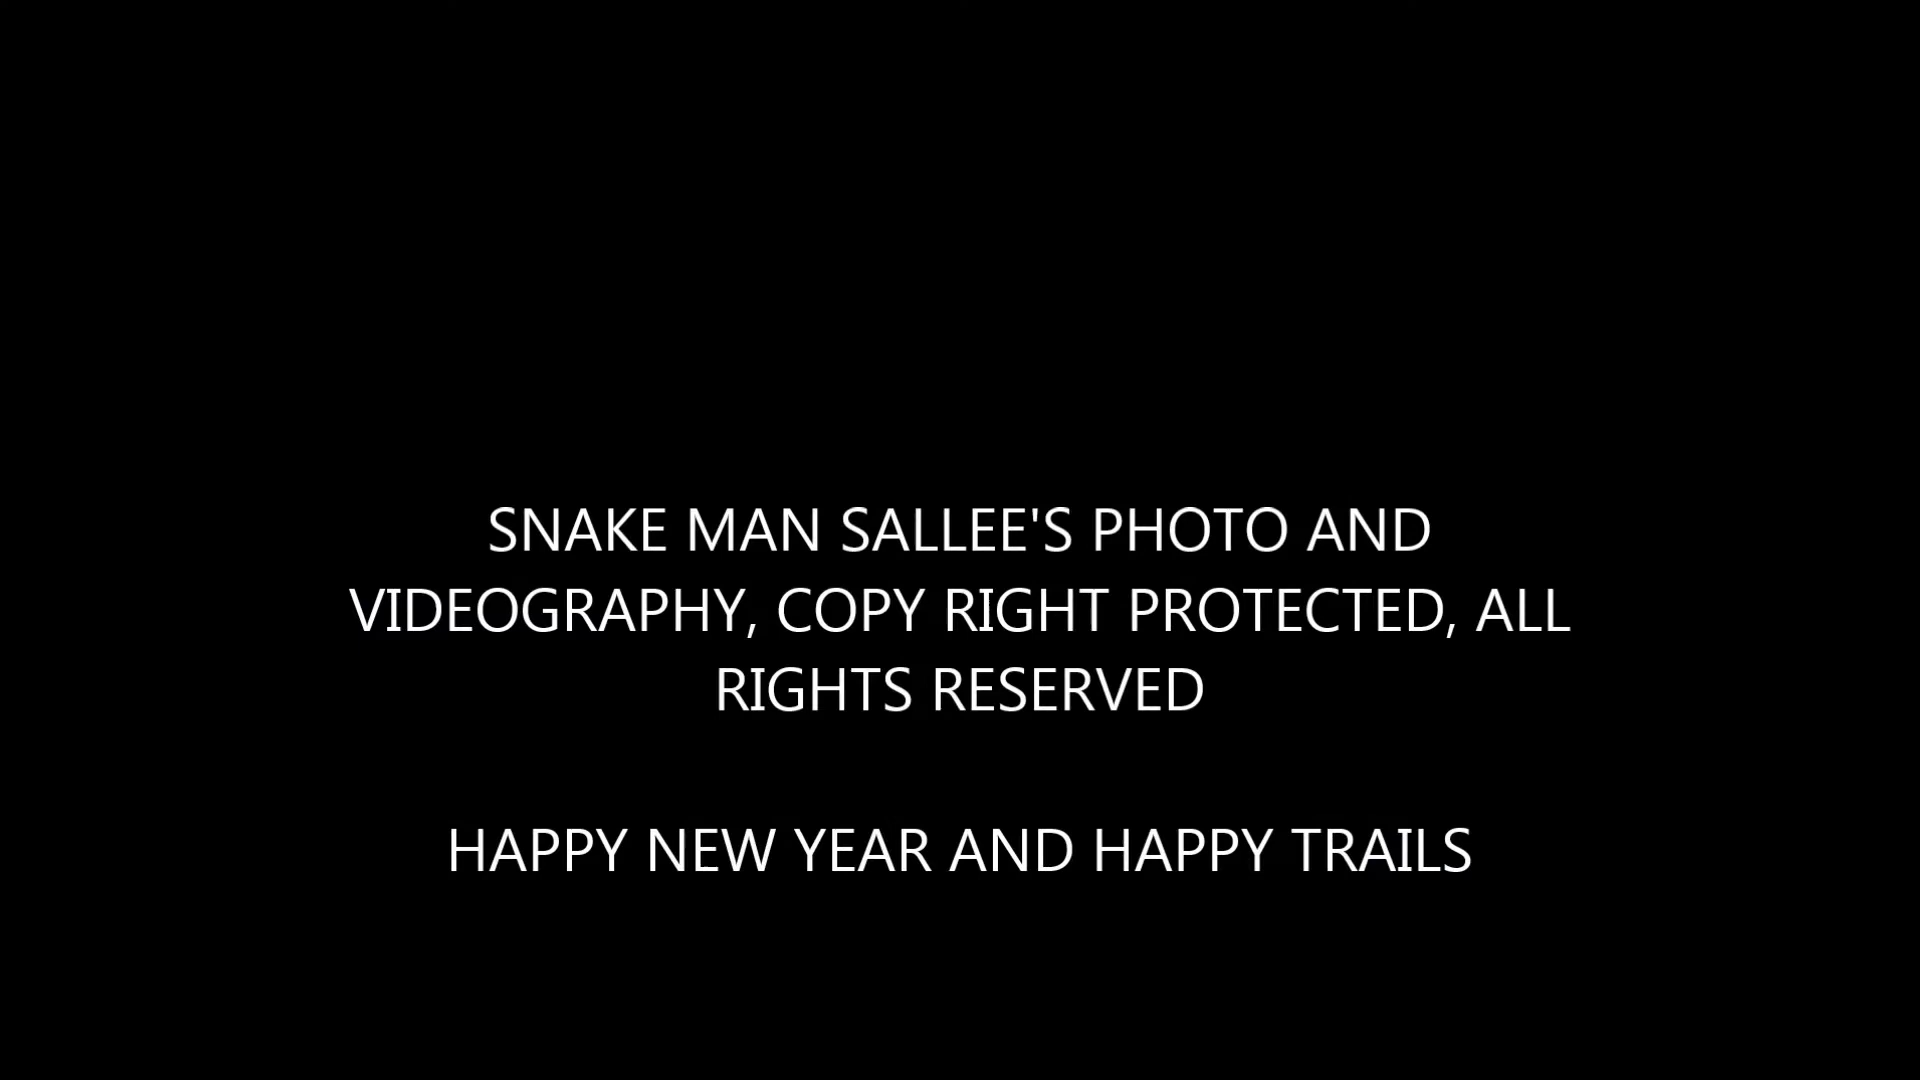 SNAKE MAN SALLEE'S PHOTO AND
VIDEOGRAPHY, COPY RIGHT PROTECTED, ALL
RIGHTS RESERVED
HAPPY NEW YEAR AND HAPPY TRAILS